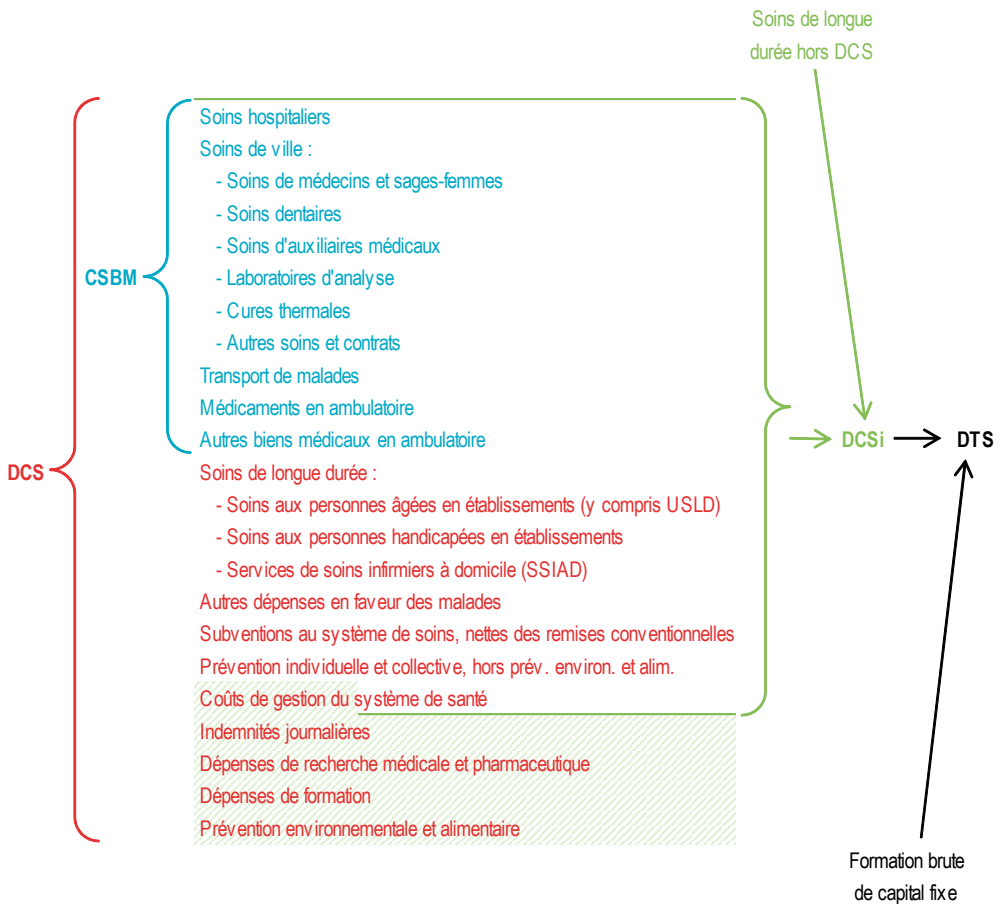 Soins de longue
durée hors DCS
Soins hospitaliers
Soins de ville :
- Soins de médecins et sages-femmes
- Soins dentaires
- Soins d'auxiliaires médicaux
- Laboratoires d'analyse
CSBM
- Cures thermales
- Autres soins et contrats
Transport de malades
Médicaments en ambulatoire
Autres biens médicaux en ambulatoire
DCSi
DTS
DCS
Soins de longue durée :
- Soins aux personnes âgées en établissements (y compris USLD)
- Soins aux personnes handicapées en établissements
- Services de soins infirmiers à domicile (SSIAD)
Autres dépenses en faveur des malades
Subventions au système de soins, nettes des remises conventionnelles
Prévention individuelle et collective, hors prév. environ. et alim.
Coûts de gestion du système de santé
Indemnités journalières
Dépenses de recherche médicale et pharmaceutique
Dépenses de formation
Prévention environnementale et alimentaire
Formation brute
de capital fixe